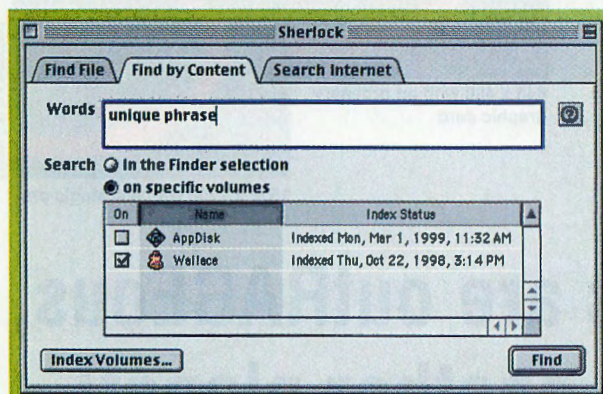 Sherlock
Find File Find by Content Search Internet
Words unique phrase
Search In the Finder selection
on specific volumes
On Name Index Status
AppDisk Indexed Mon, Mar 1, 1999, 11:32 AM
Wallace Indexed Thu, Oct 22, 1998, 3:14 PM
Index Volumes... Find